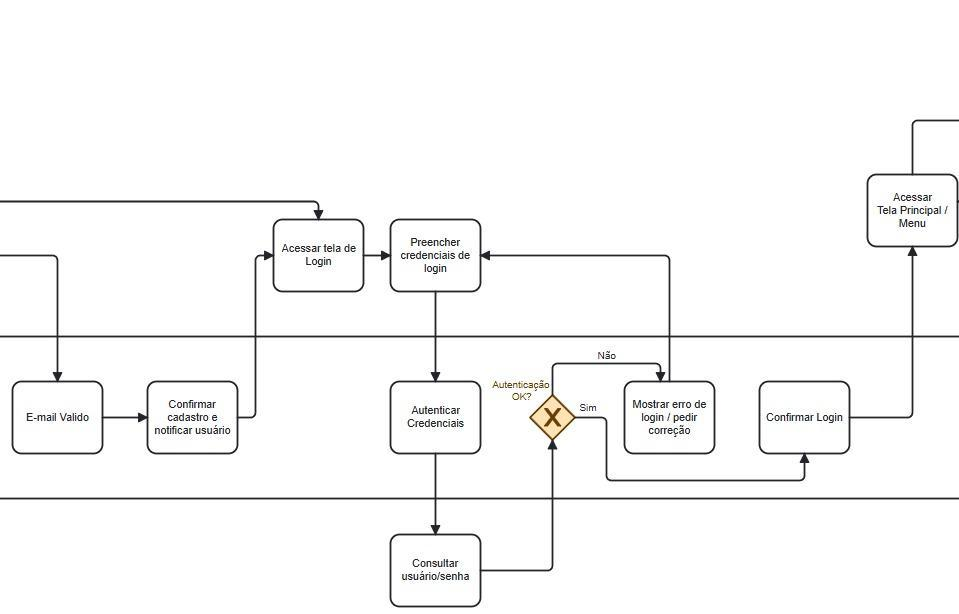 Acessar
Tela Principal /
Menu
Acessar tela de
Login
Preencher
credenciais de
login
Não
Autenticação
OK?
Sim
E-mail Valido
Confirmar
cadastro e
notificar usuário
Autenticar
Credenciais
Mostrar erro de
login / pedir
correção
Confirmar Login
Consultar
usuário/senha